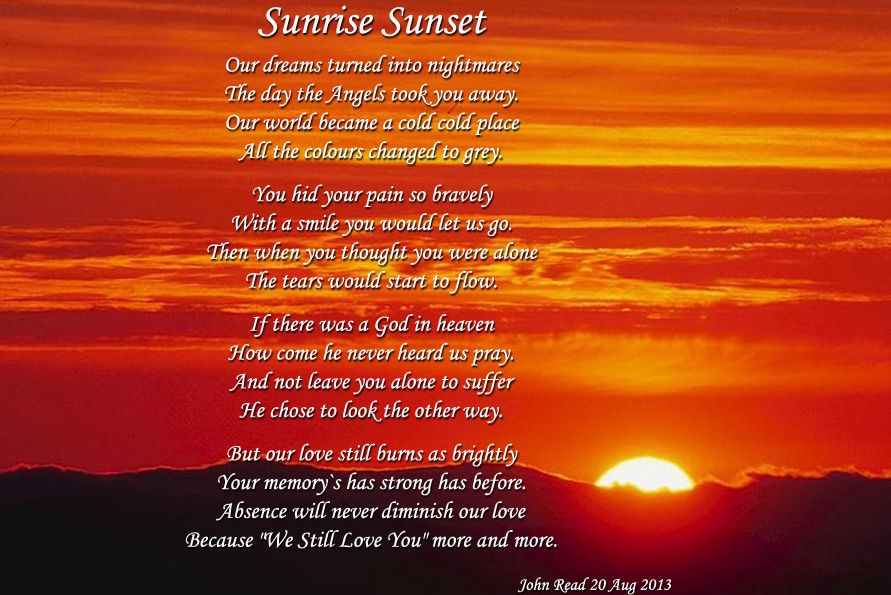 Sunrise Sunset
Our dreams turned into nightmares
The day the Angels took you away.
Our world became a cold cold place
All the colours changed to grey.
You hid your pain so bravely
With a smile you would let us go.
Then when you thought you were alone
The tears would start to flow.
If there was a God in heaven
How come he never heard us pray.
And not leave you alone to suffer
He chose to look the other way.
But our love still burns as brightly
Your memory`s has strong has before.
Absence will never diminish our love
Because "We Still Love You" more and more.
John Read 20 Aug 2013